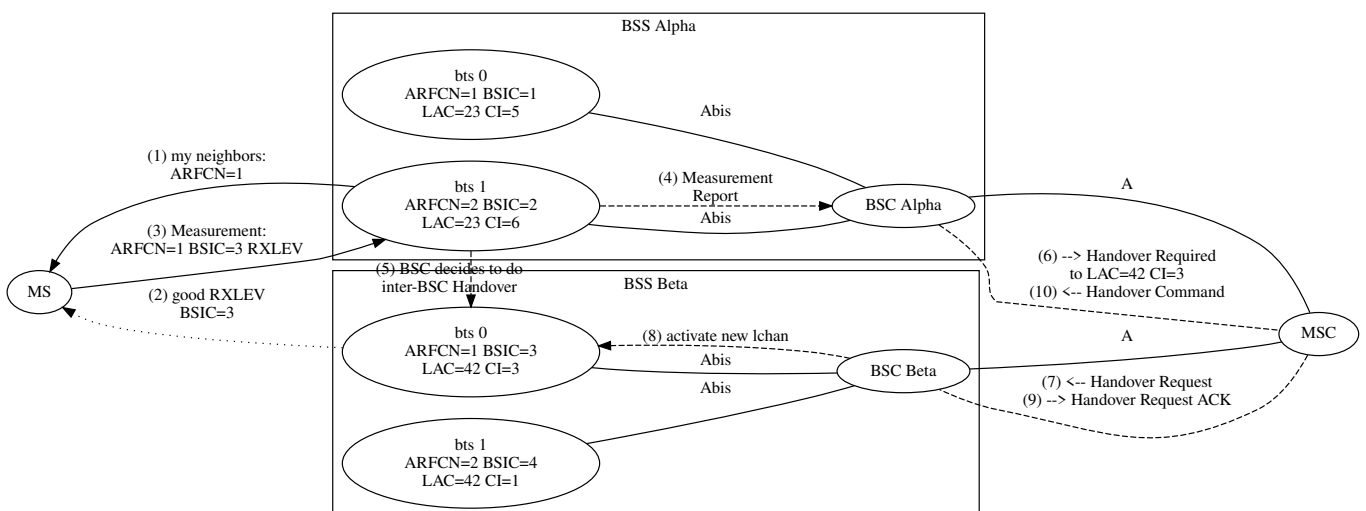 BSS Alpha
bts 0
ARFCN=1 BSIC=1
LAC=23 CI=5
Abis
(1) my neighbors:
ARFCN=1
bts 1
ARFCN=2 BSIC=2
LAC=23 CI=6
(4) Measurement
Report
Abis
BSC Alpha
A
(3) Measurement:
ARFCN=1 BSIC=3 RXLEV
(5) BSC decides to do
inter-BSC Handover
(6) --> Handover Required
to LAC=42 CI=3
(10) <-- Handover Command
MS
(2) good RXLEV
BSIC=3
BSS Beta
bts 0
ARFCN=1 BSIC=3
LAC=42 CI=3
(8) activate new lchan
Abis
Abis
BSC Beta
A
MSC
(7) <-- Handover Request
(9) --> Handover Request ACK
bts 1
ARFCN=2 BSIC=4
LAC=42 CI=1